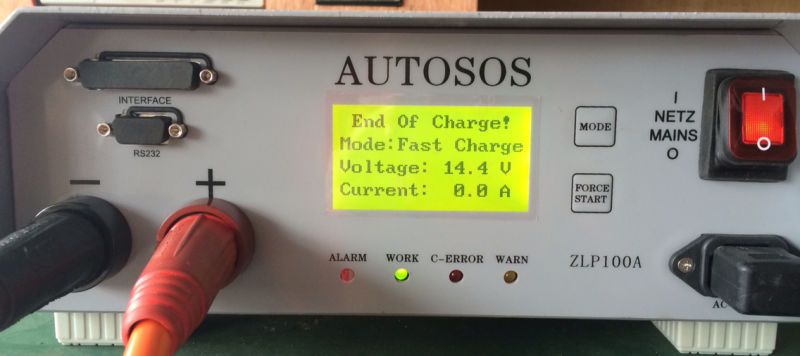 AUTOSOS
INTERFACE
RS232
−
+
End Of Charge!
Mode:Fast Charge
Voltage: 14.4 V
Current: 0.0 A
MODE
FORCE
START
I
NETZ
MAINS
O
I
O
ALARM
WORK
C-ERROR
WARN
ZLP100A
AC